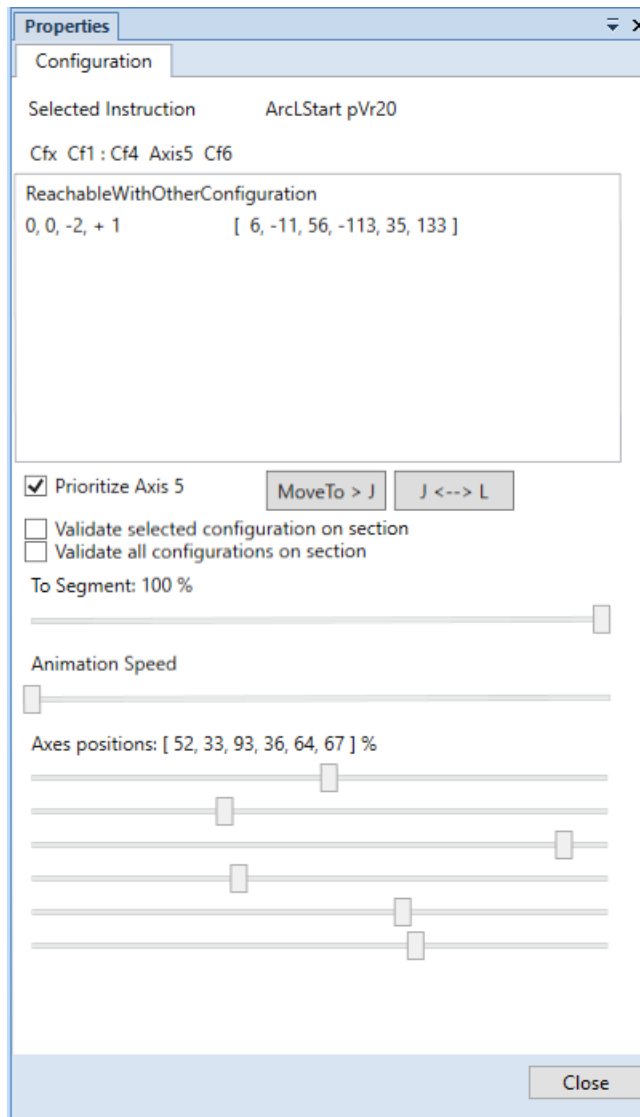 Properties
Configuration
Selected Instruction ArcLStart pVr20
Cfx Cf1 : Cf4 Axis5 Cf6
ReachableWithOtherConfiguration
0, 0, -2, + 1 [ 6, -11, 56, -113, 35, 133 ]
Prioritize Axis 5 MoveTo > J J <--> L
Validate selected configuration on section
Validate all configurations on section
To Segment: 100 %
Animation Speed
Axes positions: [ 52, 33, 93, 36, 64, 67 ] %
Close